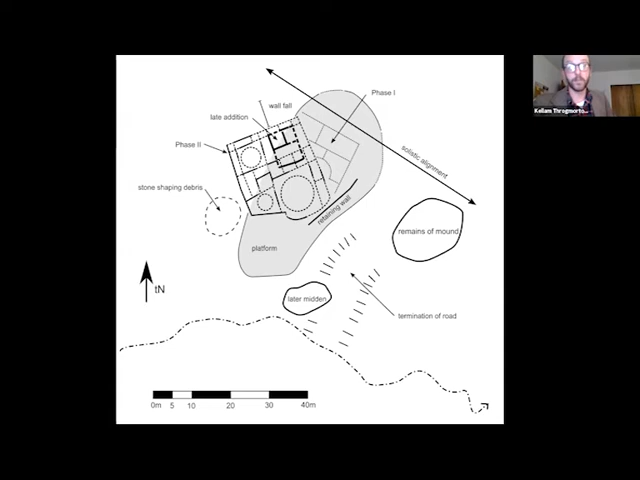 Phase I
wall fall
late addition
Phase II
solistic alignment
stone shaping debris
retaining wall
remains of mound
platform
tN
later midden
termination of road
0m 5 10 20 30 40m
Kellam Throgmorto...